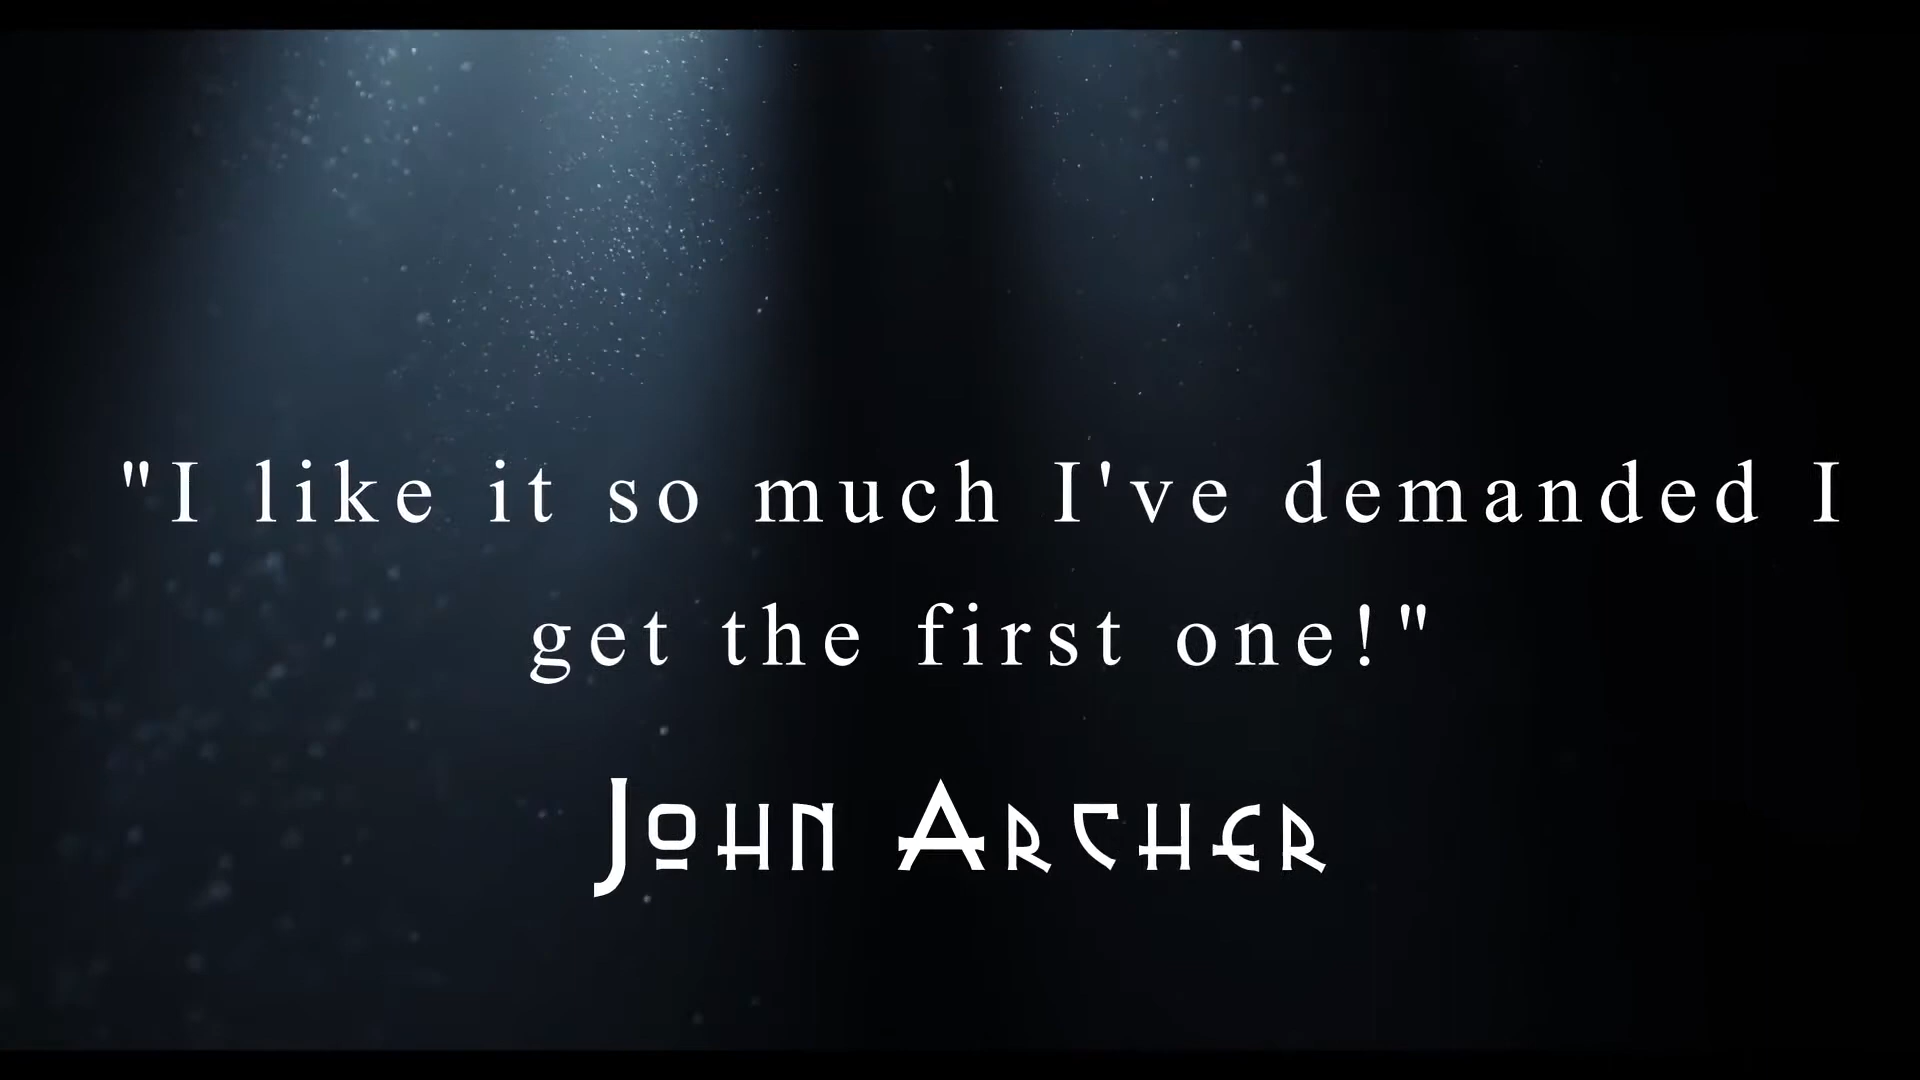 "I like it so much I've demanded I
get the first one!"
John Archer